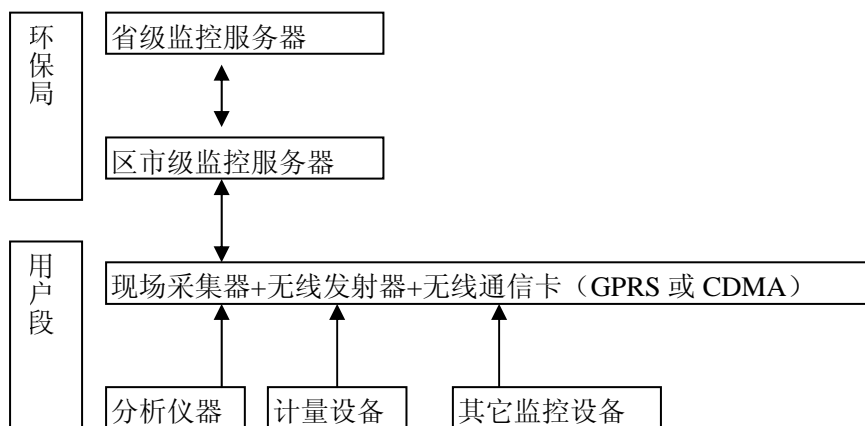 环保局
省级监控服务器
区市级监控服务器
用户段
现场采集器+无线发射器+无线通信卡（GPRS 或 CDMA）
分析仪器
计量设备
其它监控设备